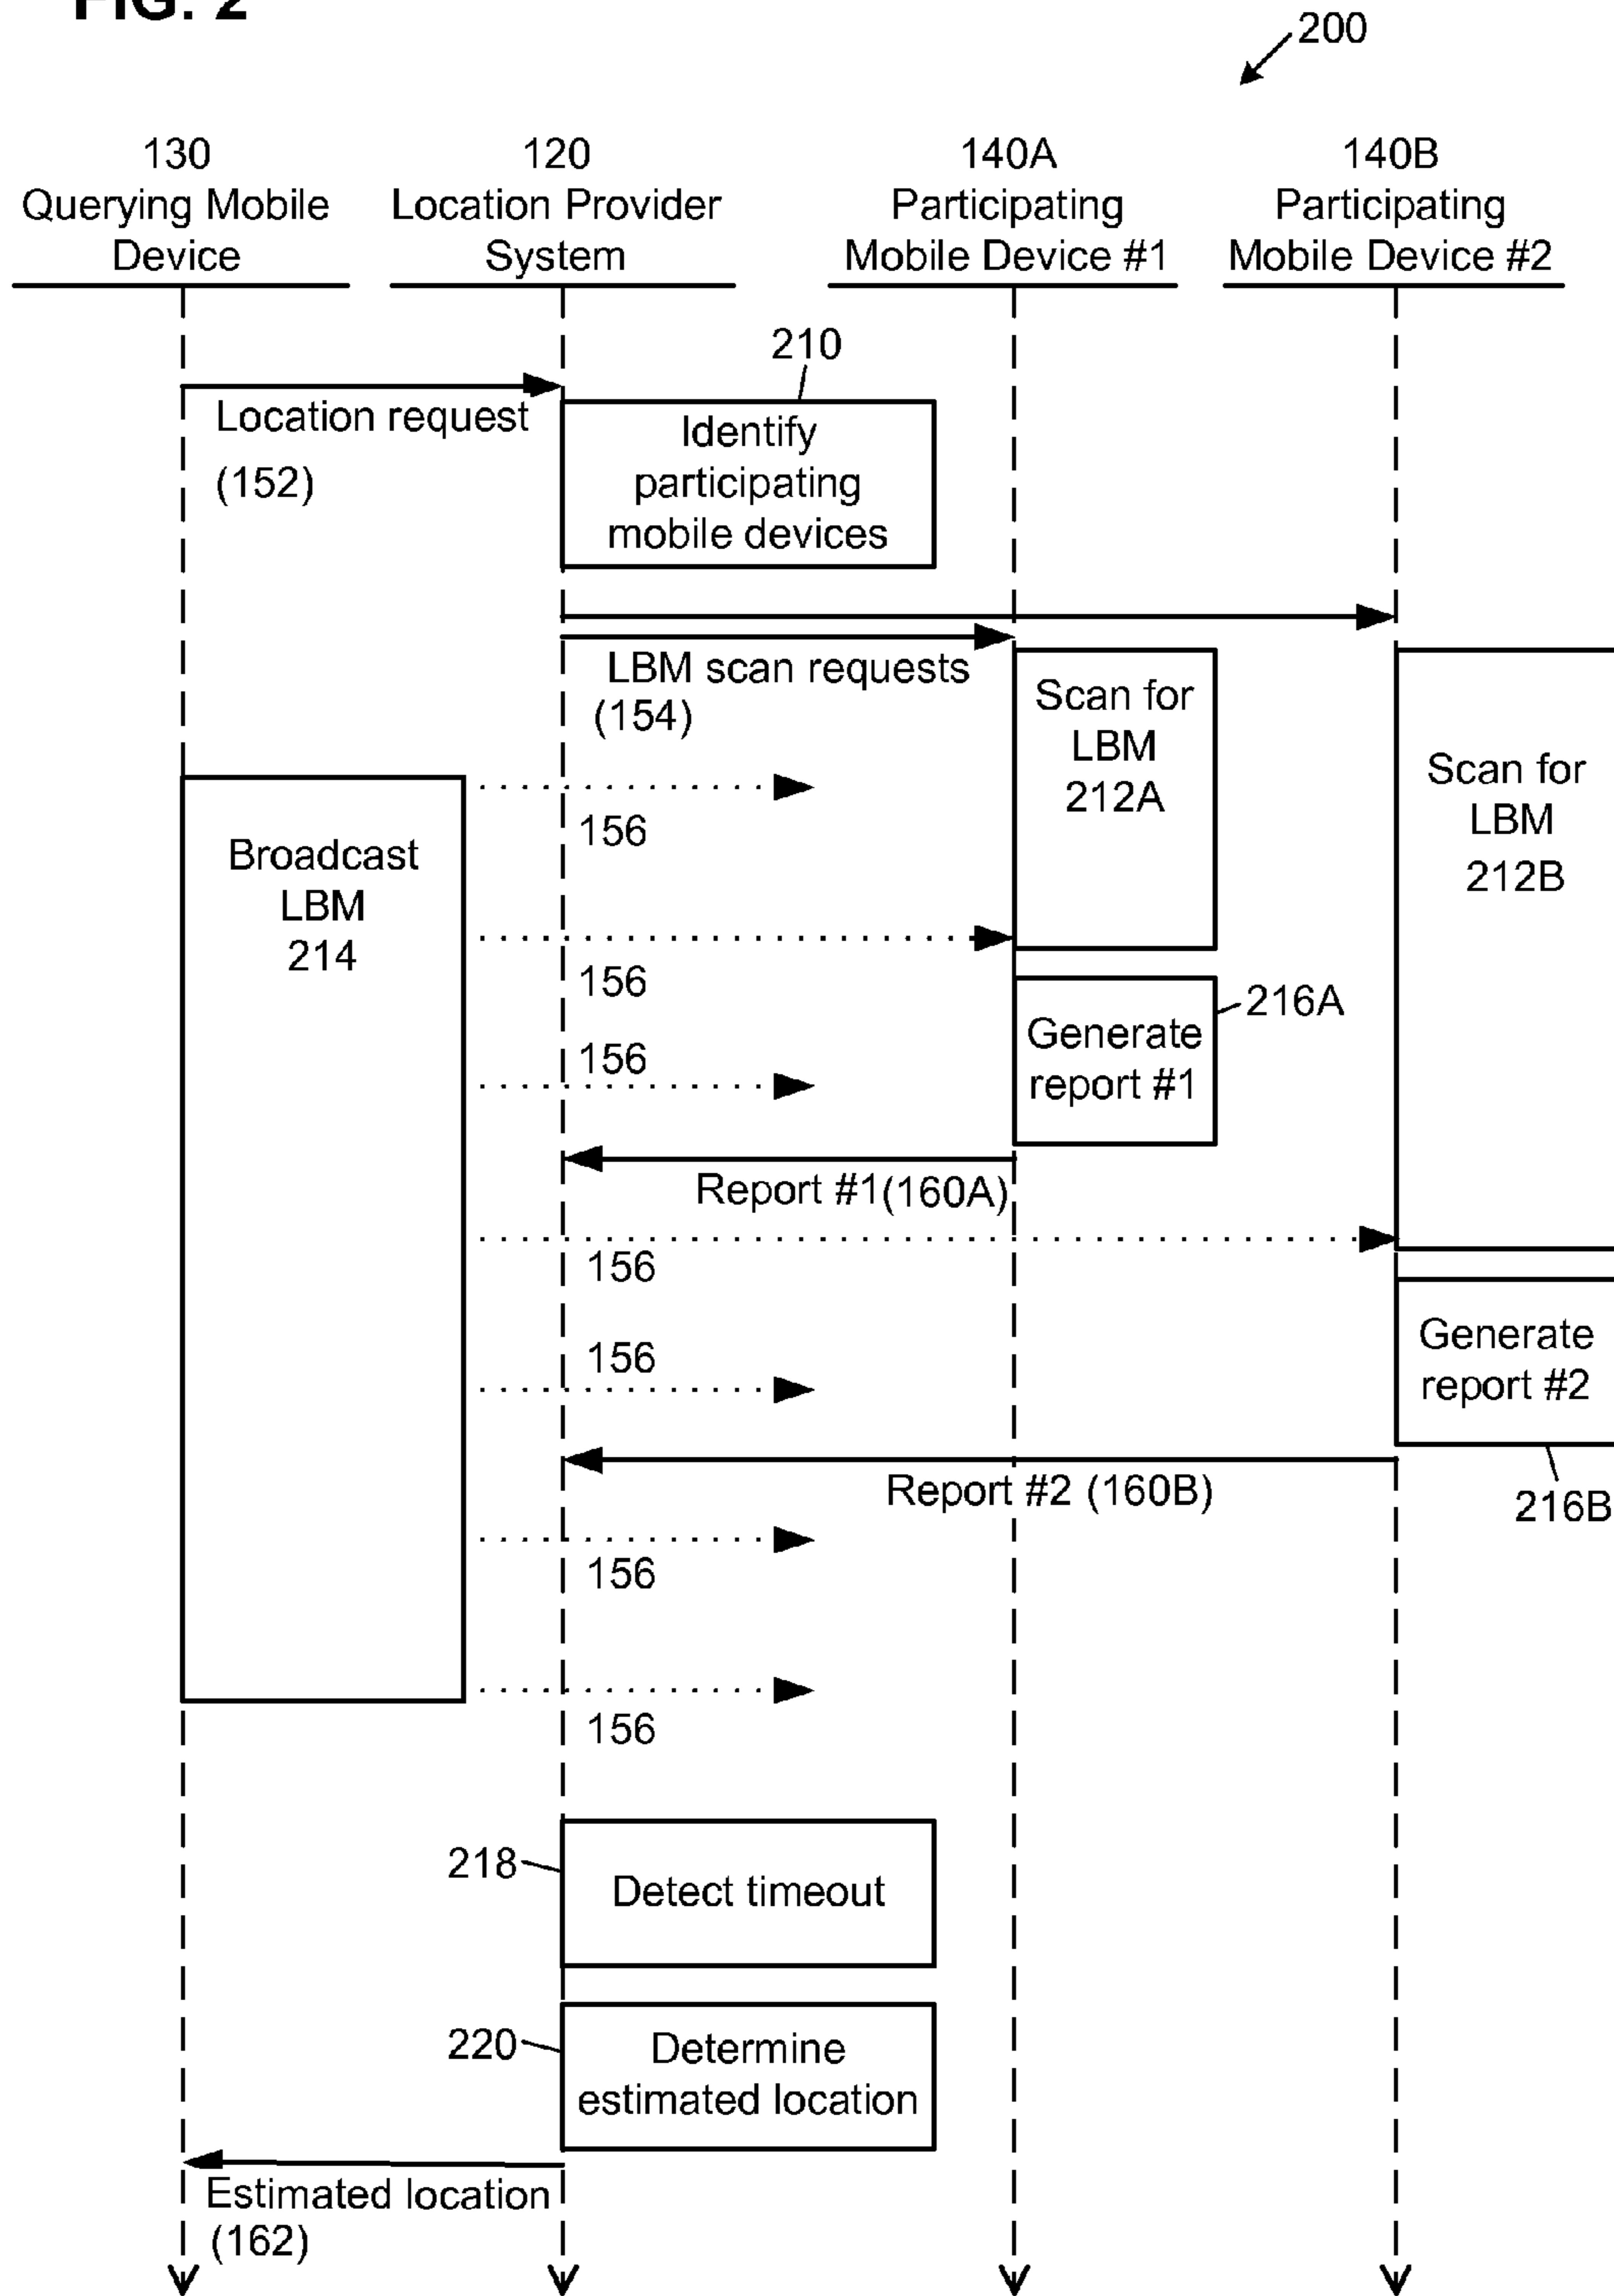 FIG. 2
200
130
Querying Mobile
Device
120
Location Provider
System
140A
Participating
Mobile Device #1
140B
Participating
Mobile Device #2
210
Location request
(152)
Identify
participating
mobile devices
LBM scan requests
(154)
Scan for
LBM
212A
Scan for
LBM
212B
Broadcast
LBM
214
156
156
156
216A
Generate
report #1
Report #1(160A)
156
156
Generate
report #2
Report #2 (160B)
216B
156
156
218
Detect timeout
220
Determine
estimated location
Estimated location
(162)